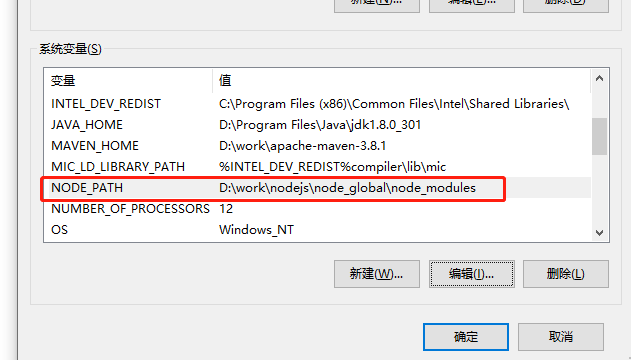 新建(N)... 编辑(E)... 删除(D)
系统变量(S)
变量 值
INTEL_DEV_REDIST C:\Program Files (x86)\Common Files\Intel\Shared Libraries\
JAVA_HOME D:\Program Files\Java\jdk1.8.0_301
MAVEN_HOME D:\work\apache-maven-3.8.1
MIC_LD_LIBRARY_PATH %INTEL_DEV_REDIST%compiler\lib\mic
NODE_PATH D:\work\nodejs\node_global\node_modules
NUMBER_OF_PROCESSORS 12
OS Windows_NT
新建(W)... 编辑(I)... 删除(L)
确定 取消